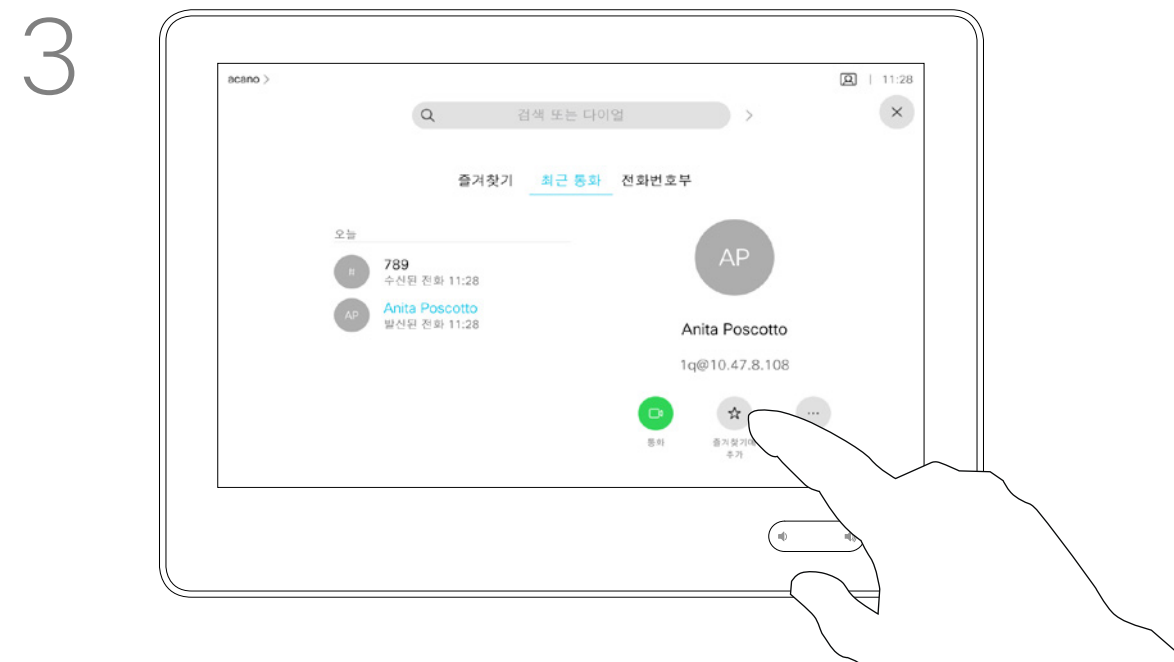 3
acano >
11:28
검색 또는 다이얼
즐겨찾기 최근 통화 전화번호부
오늘
789
수신된 전화 11:28
AP
Anita Poscotto
발신된 전화 11:28
AP
Anita Poscotto
1q@10.47.8.108
통화
즐겨찾기에
추가